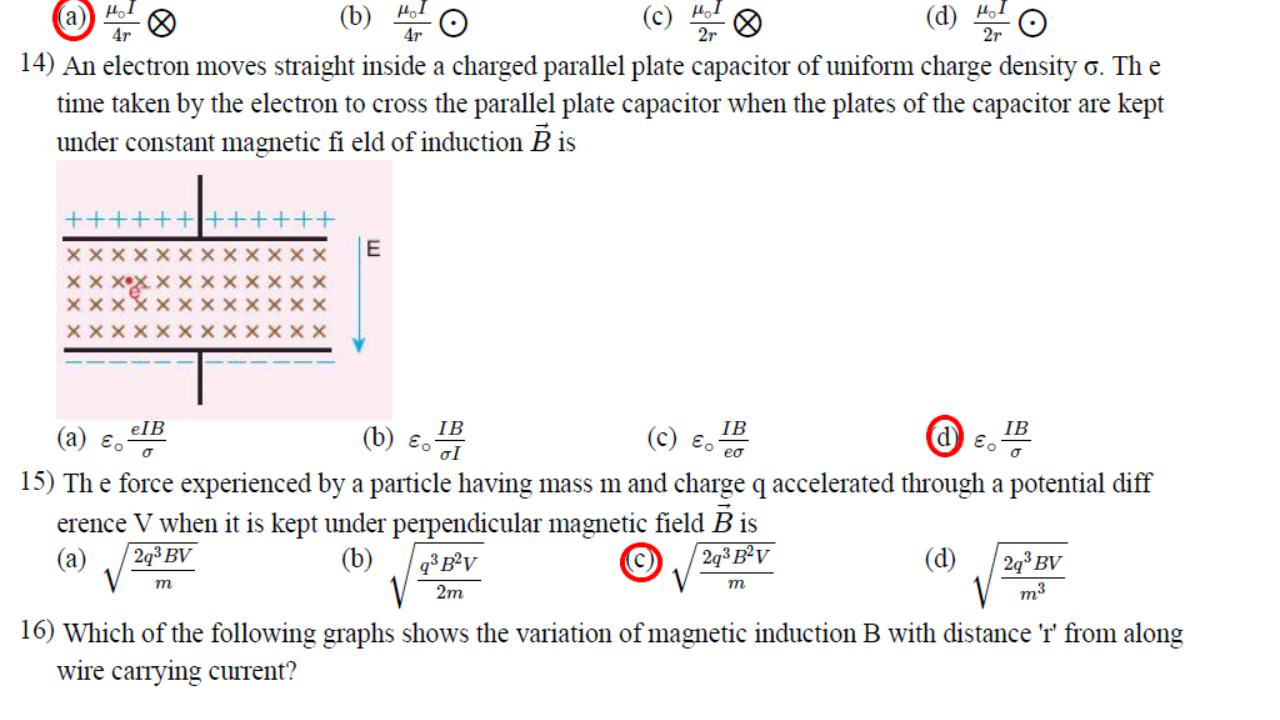 (a) μ₀I/4r ⊗ (b) μ₀I/4r ⊙ (c) μ₀I/2r ⊗ (d) μ₀I/2r ⊙
14) An electron moves straight inside a charged parallel plate capacitor of uniform charge density σ. Th e
time taken by the electron to cross the parallel plate capacitor when the plates of the capacitor are kept
under constant magnetic fi eld of induction B⃗ is
+ + + + + + + + + + + +
E
× × × × × × × × × × × ×
× × × × × × × × × × × ×
e⁻
× × × × × × × × × × × ×
× × × × × × × × × × × ×
− − − − − − − − − − − −
(a) ε₀ eIB/σ (b) ε₀ IB/σI (c) ε₀ IB/eσ (d) ε₀ IB/σ
15) Th e force experienced by a particle having mass m and charge q accelerated through a potential diff
erence V when it is kept under perpendicular magnetic field B⃗ is
(a) √(2q³BV/m) (b) √(q³B²V/2m) (c) √(2q³B²V/m) (d) √(2q³BV/m³)
16) Which of the following graphs shows the variation of magnetic induction B with distance 'r' from along
wire carrying current?